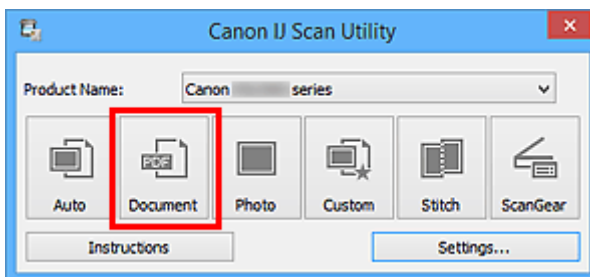 Canon IJ Scan Utility
Product Name: Canon series
PDF
Auto Document Photo Custom Stitch ScanGear
Instructions Settings...